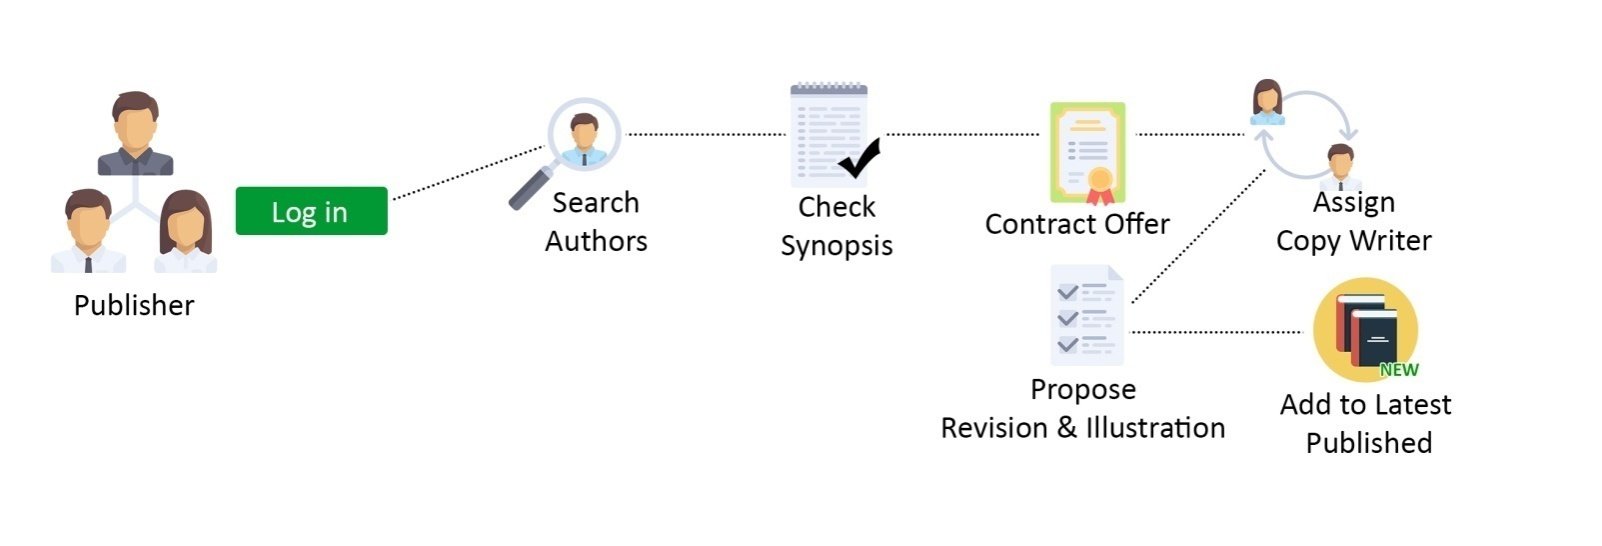 Publisher
Log in
Search
Authors
Check
Synopsis
Contract Offer
Assign
Copy Writer
Propose
Revision & Illustration
NEW
Add to Latest
Published